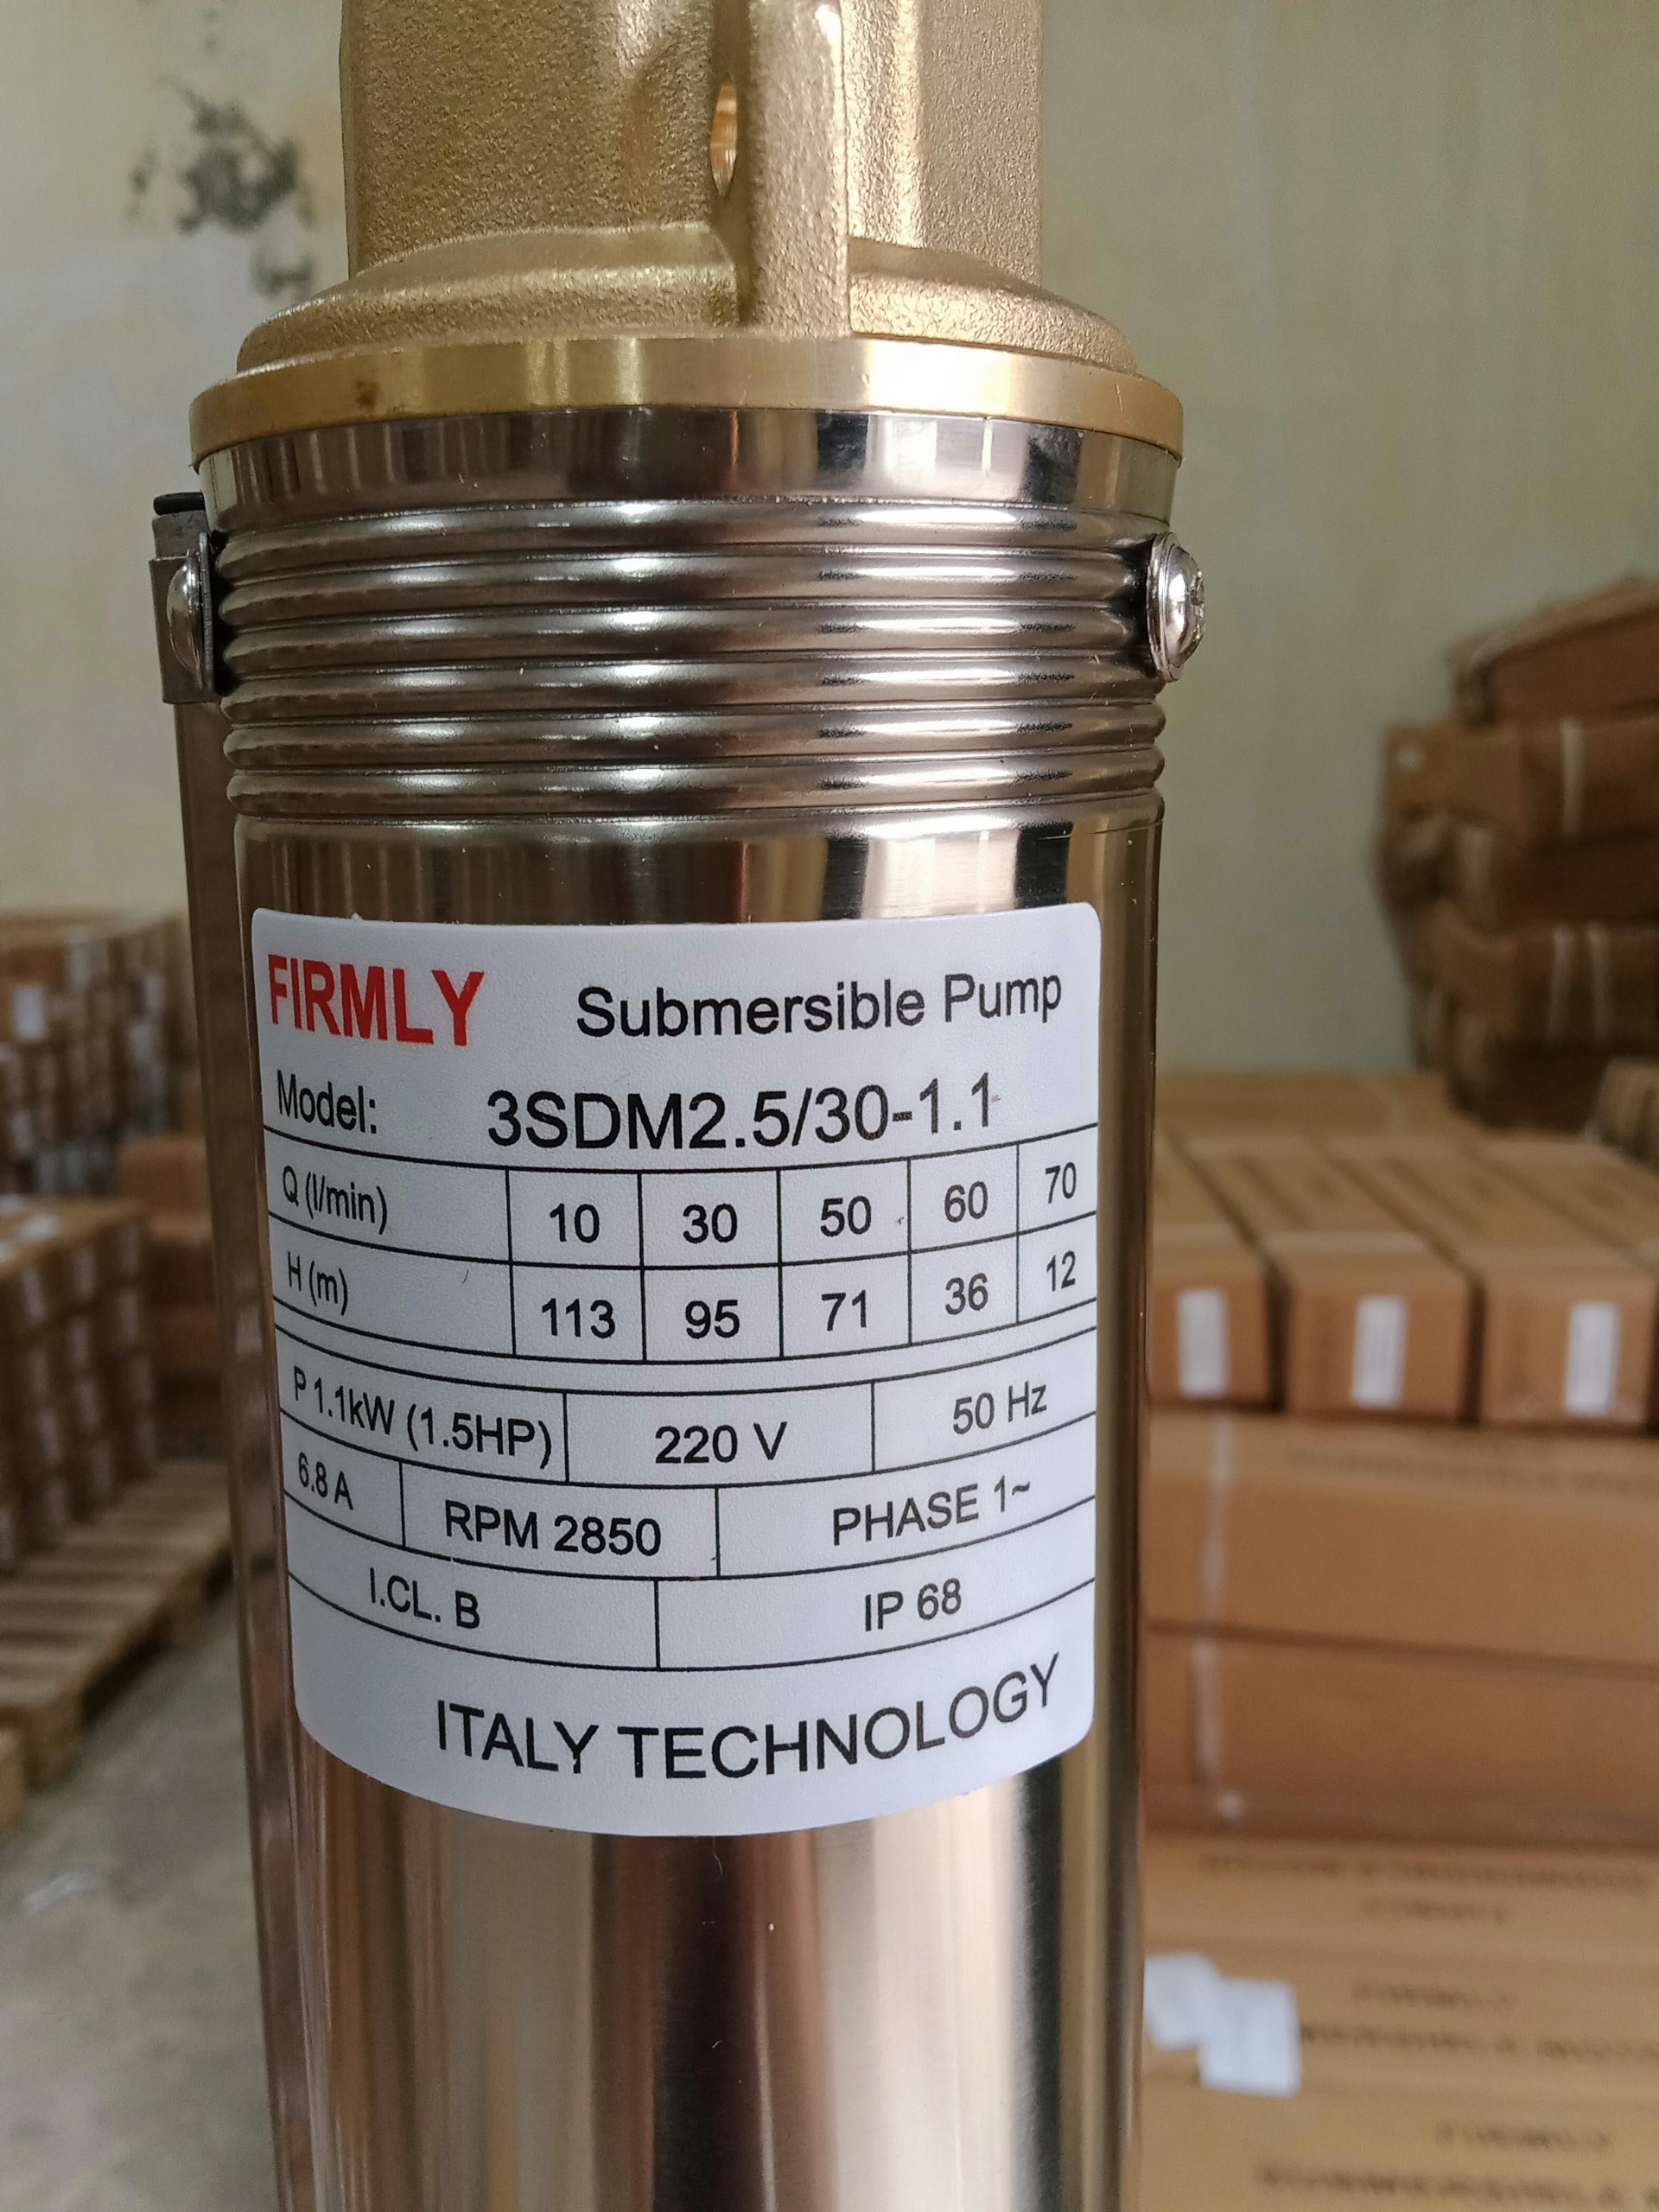 FIRMLY Submersible Pump
Model: 3SDM2.5/30-1.1
Q (l/min) 10 30 50 60 70
H (m) 113 95 71 36 12
P 1.1kW (1.5HP) 220 V 50 Hz
6.8 A RPM 2850 PHASE 1~
I.CL. B IP 68
ITALY TECHNOLOGY